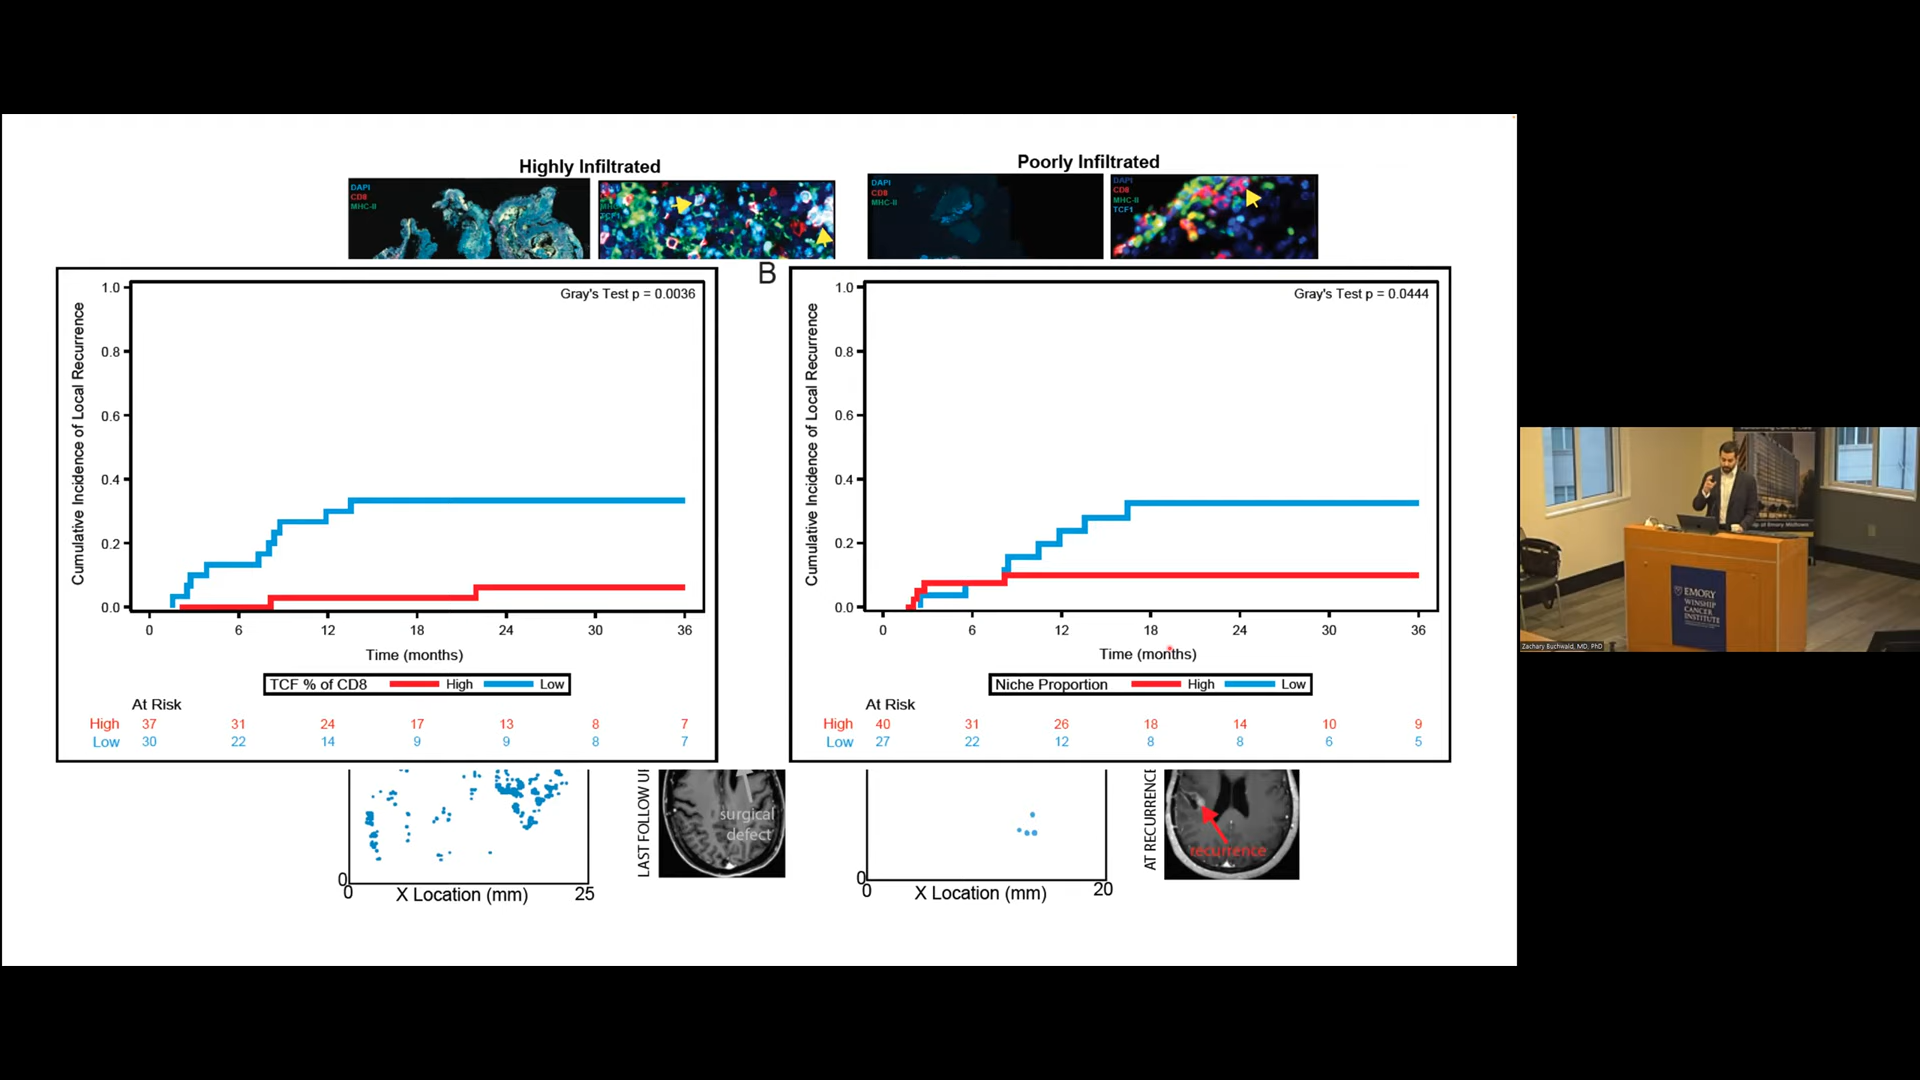 Highly Infiltrated
Poorly Infiltrated
DAPI
CD8
MHC-II
TCF1
DAPI
CD8
MHC-II
DAPI
CD8
MHC-II
TCF1
1.0
0.8
0.6
0.4
0.2
0.0
Cumulative Incidence of Local Recurrence
Gray's Test p = 0.0036
0 6 12 18 24 30 36
Time (months)
TCF % of CD8 High Low
At Risk
High 37 31 24 17 13 8 7
Low 30 22 14 9 9 8 7
B
1.0
0.8
0.6
0.4
0.2
0.0
Cumulative Incidence of Local Recurrence
Gray's Test p = 0.0444
0 6 12 18 24 30 36
Time (months)
Niche Proportion High Low
At Risk
High 40 31 26 18 14 10 9
Low 27 22 12 8 8 6 5
0
0 25
X Location (mm)
LAST FOLLOW
surgical
defect
0
0 20
X Location (mm)
AT RECURRENCE
recurrence
EMORY
WINSHIP
CANCER
INSTITUTE
at Emory Midtown
Zachary Buchwald, MD, PhD